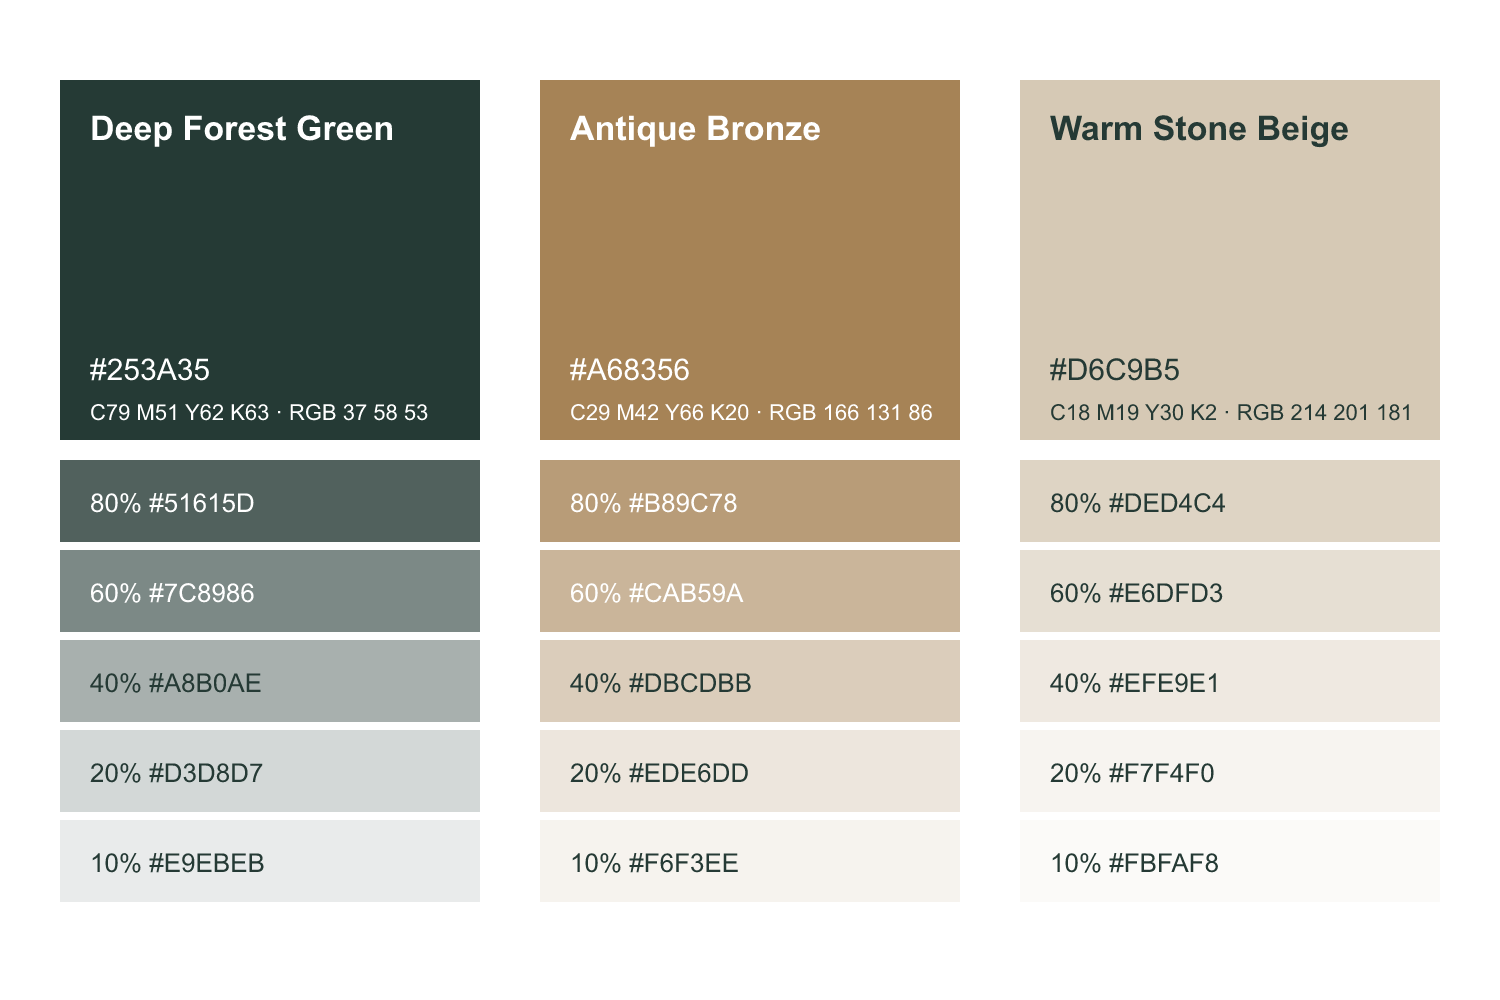 Deep Forest Green
#253A35
C79 M51 Y62 K63 · RGB 37 58 53
80% #51615D
60% #7C8986
40% #A8B0AE
20% #D3D8D7
10% #E9EBEB
Antique Bronze
#A68356
C29 M42 Y66 K20 · RGB 166 131 86
80% #B89C78
60% #CAB59A
40% #DBCDBB
20% #EDE6DD
10% #F6F3EE
Warm Stone Beige
#D6C9B5
C18 M19 Y30 K2 · RGB 214 201 181
80% #DED4C4
60% #E6DFD3
40% #EFE9E1
20% #F7F4F0
10% #FBFAF8